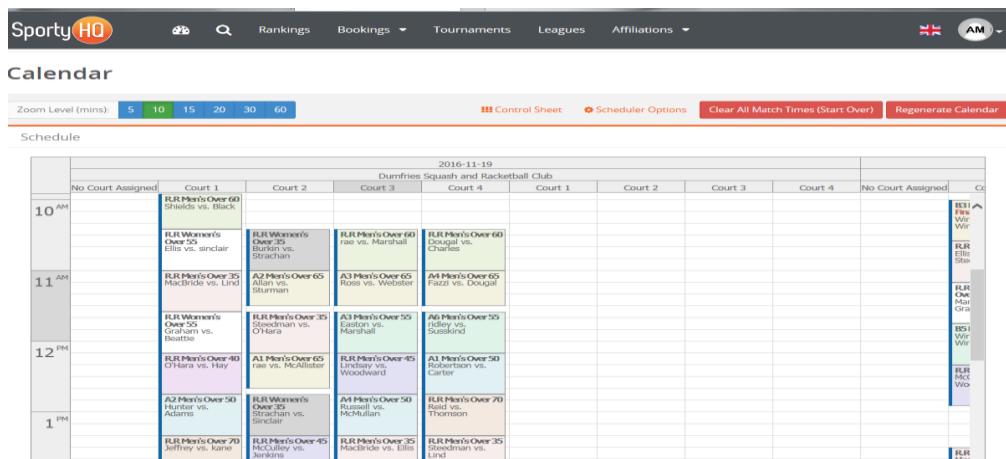 SportyHQ Rankings Bookings Tournaments Leagues Affiliations AM
Calendar
Zoom Level (mins): 5 10 15 20 30 60 Control Sheet Scheduler Options Clear All Match Times (Start Over) Regenerate Calendar
Schedule
2016-11-19
Dumfries Squash and Racketball Club
No Court Assigned Court 1 Court 2 Court 3 Court 4 Court 1 Court 2 Court 3 Court 4 No Court Assigned
10 AM
R.R Men's Over 60
Shields vs. Black
R.R Women's
Over 55
Ellis vs. sinclair
R.R Women's
Over 35
Burkin vs.
Strachan
R.R Men's Over 60
rae vs. Marshall
R.R Men's Over 60
Dougal vs.
Charles
11 AM
R.R Men's Over 35
MacBride vs. Lind
A2 Men's Over 65
Allan vs.
Sturman
A3 Men's Over 65
Ross vs. Webster
A4 Men's Over 65
Fazzi vs. Dougal
R.R Women's
Over 55
Graham vs.
Beattie
R.R Men's Over 35
Steedman vs.
O'Hara
A3 Men's Over 55
Easton vs.
Marshall
A6 Men's Over 55
ridley vs.
Susskind
12 PM
R.R Men's Over 40
O'Hara vs. Hay
A1 Men's Over 65
rae vs. McAllister
R.R Men's Over 45
Lindsay vs.
Woodward
A1 Men's Over 50
Robertson vs.
Carter
A2 Men's Over 50
Hunter vs.
Adams
R.R Women's
Over 35
Strachan vs.
Sinclair
A4 Men's Over 50
Russell vs.
McMullan
R.R Men's Over 70
Reid vs.
Thomson
1 PM
R.R Men's Over 70
Jeffrey vs. kane
R.R Men's Over 45
McCulley vs.
Jenkins
R.R Men's Over 35
MacBride vs. Ellis
R.R Men's Over 35
Steedman vs.
Lind